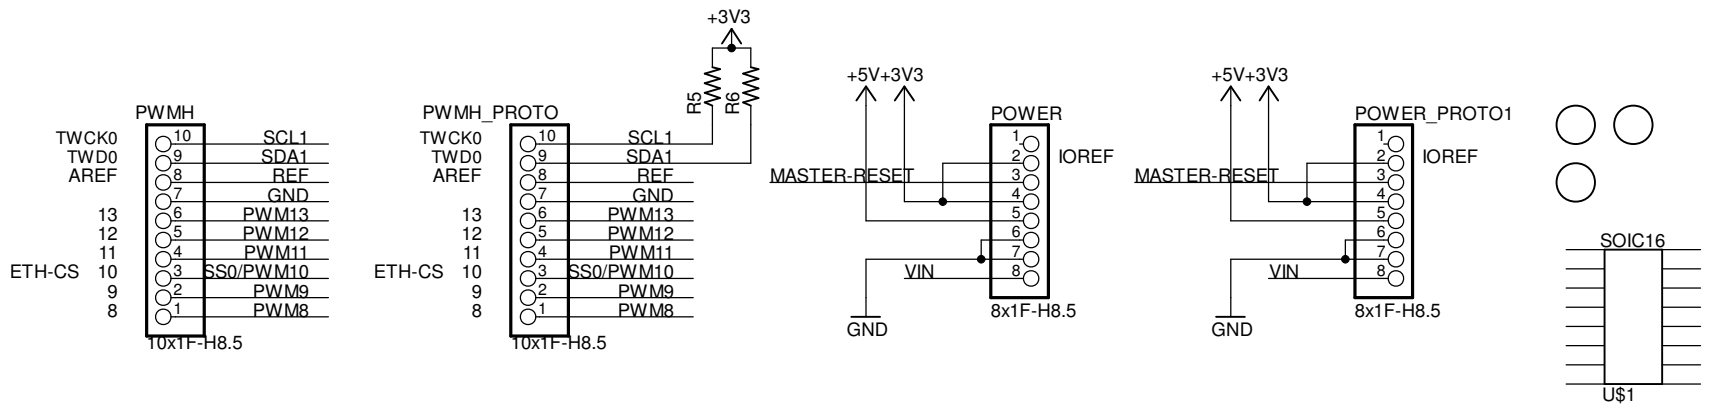 +3V3
R5
R6
PWMH
TWCK0 10 SCL1
TWD0 9 SDA1
AREF 8 REF
7 GND
13 6 PWM13
12 5 PWM12
11 4 PWM11
ETH-CS 10 3 SS0/PWM10
9 2 PWM9
8 1 PWM8
10x1F-H8.5
PWMH_PROTO
TWCK0 10 SCL1
TWD0 9 SDA1
AREF 8 REF
7 GND
13 6 PWM13
12 5 PWM12
11 4 PWM11
ETH-CS 10 3 SS0/PWM10
9 2 PWM9
8 1 PWM8
10x1F-H8.5
+5V+3V3
POWER
1
2 IOREF
MASTER-RESET 3
4
5
6
7
VIN 8
GND
8x1F-H8.5
+5V+3V3
POWER_PROTO1
1
2 IOREF
MASTER-RESET 3
4
5
6
7
VIN 8
GND
8x1F-H8.5
SOIC16
U$1